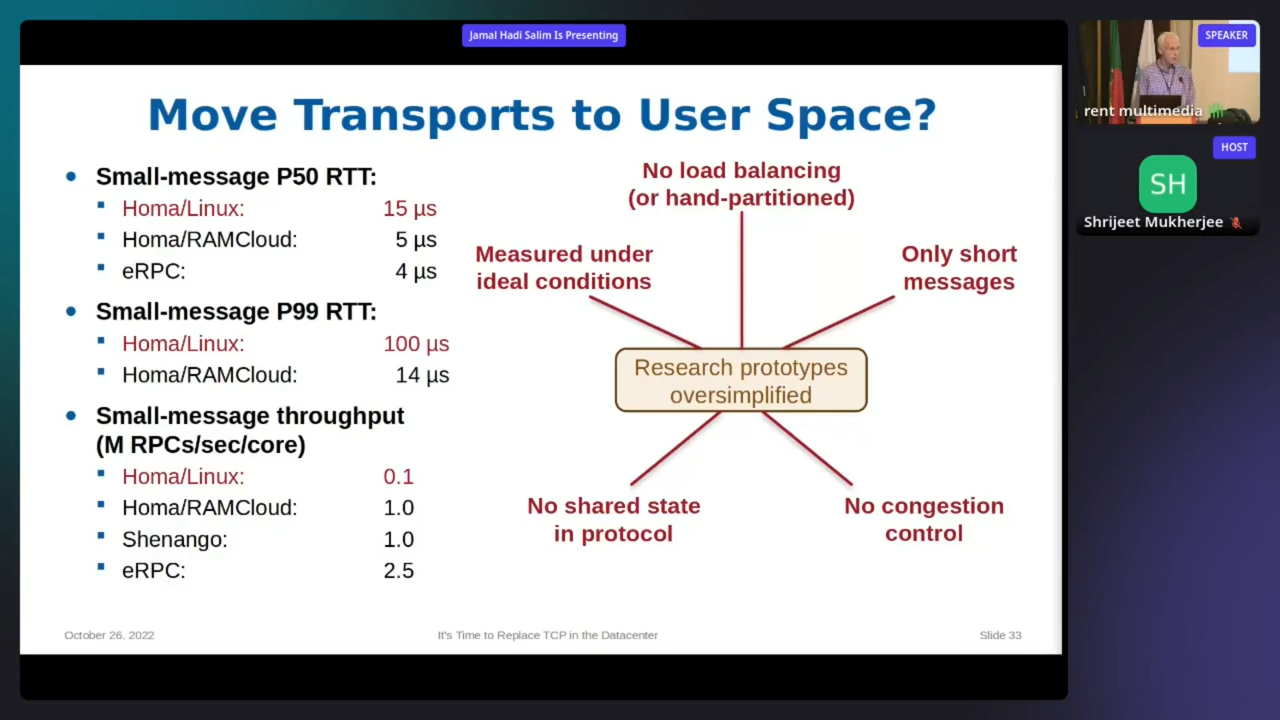 Jamal Hadi Salim Is Presenting
SPEAKER
rent multimedia
HOST
SH
Shrijeet Mukherjee
Move Transports to User Space?
Small-message P50 RTT:
Homa/Linux: 15 µs
Homa/RAMCloud: 5 µs
eRPC: 4 µs
Small-message P99 RTT:
Homa/Linux: 100 µs
Homa/RAMCloud: 14 µs
Small-message throughput
(M RPCs/sec/core)
Homa/Linux: 0.1
Homa/RAMCloud: 1.0
Shenango: 1.0
eRPC: 2.5
No load balancing
(or hand-partitioned)
Measured under
ideal conditions
Only short
messages
Research prototypes
oversimplified
No shared state
in protocol
No congestion
control
October 26, 2022
It's Time to Replace TCP in the Datacenter
Slide 33